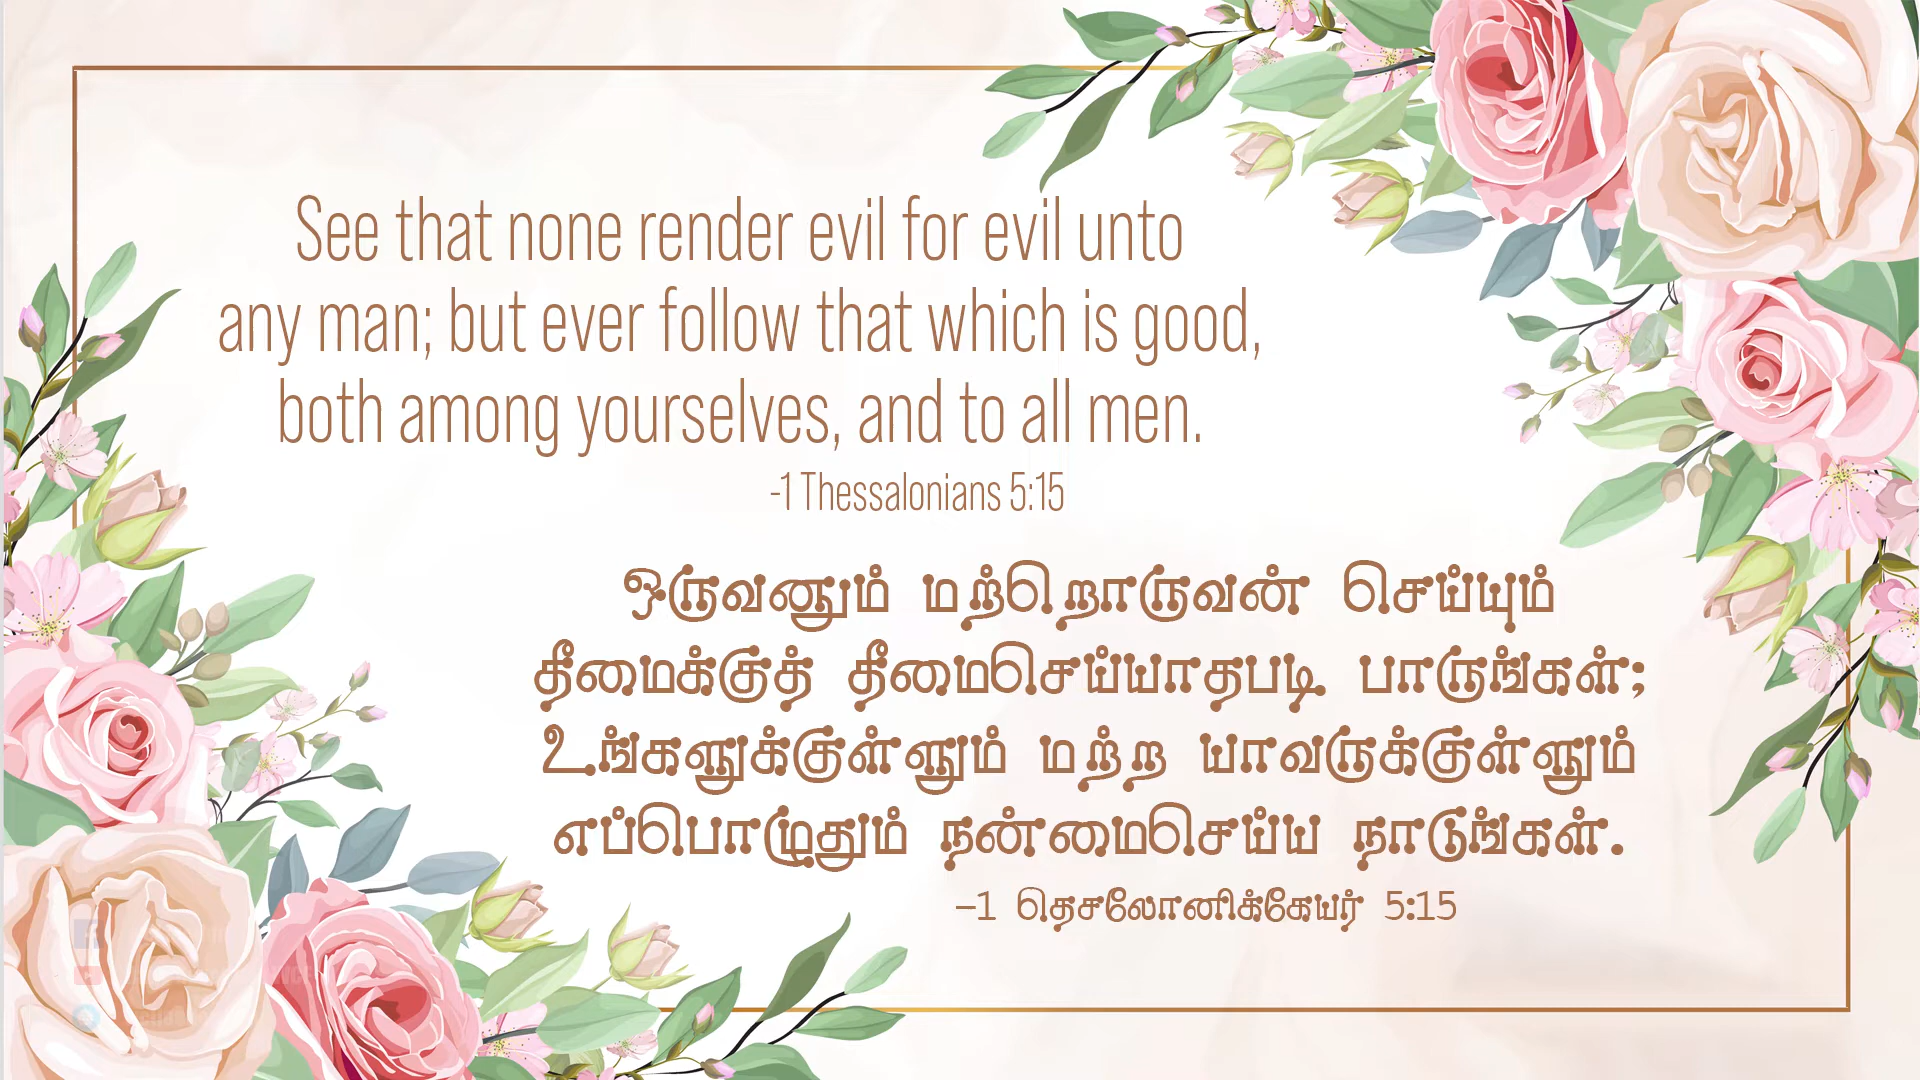 See that none render evil for evil unto
any man; but ever follow that which is good,
both among yourselves, and to all men.
-1 Thessalonians 5:15
ஒருவனும் மற்றொருவன் செய்யும்
தீமைக்குத் தீமைசெய்யாதபடி பாருங்கள்;
உங்களுக்குள்ளும் மற்ற யாவருக்குள்ளும்
எப்பொழுதும் நன்மைசெய்ய நாடுங்கள்.
-1 தெசலோனிக்கேயர் 5:15